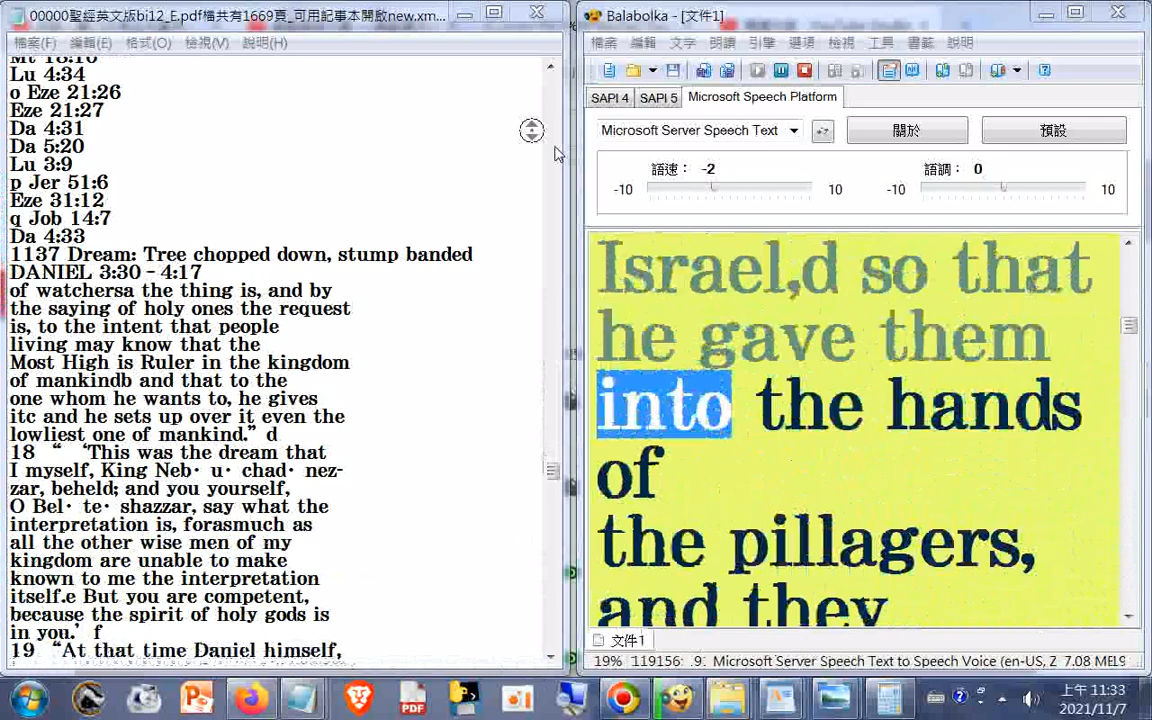 00000聖經英文版bi12_E.pdf檔共有1669頁_可用記事本開啟new.xm...
檔案(F) 編輯(E) 格式(O) 檢視(V) 說明(H)
Mt 18:10
Lu 4:34
o Eze 21:26
Eze 21:27
Da 4:31
Da 5:20
Lu 3:9
p Jer 51:6
Eze 31:12
q Job 14:7
Da 4:33
1137 Dream: Tree chopped down, stump banded
DANIEL 3:30 - 4:17
of watchersa the thing is, and by
the saying of holy ones the request
is, to the intent that people
living may know that the
Most High is Ruler in the kingdom
of mankindb and that to the
one whom he wants to, he gives
itc and he sets up over it even the
lowliest one of mankind.” d
18 “ ‘This was the dream that
I myself, King Neb· u· chad· nez-
zar, beheld; and you yourself,
O Bel· te· shazzar, say what the
interpretation is, forasmuch as
all the other wise men of my
kingdom are unable to make
known to me the interpretation
itself.e But you are competent,
because the spirit of holy gods is
in you.’ f
19 “At that time Daniel himself,
Balabolka - [文件1]
檔案 編輯 文字 朗讀 引擎 選項 檢視 工具 書籤 說明
SAPI 4 SAPI 5 Microsoft Speech Platform
Microsoft Server Speech Text 關於 預設
語速： -2 語調： 0
-10 10 -10 10
Israel,d so that
he gave them
into the hands
of
the pillagers,
and they
文件1
19% 119156: Microsoft Server Speech Text to Speech Voice (en-US, Z 7.08
上午 11:33
2021/11/7